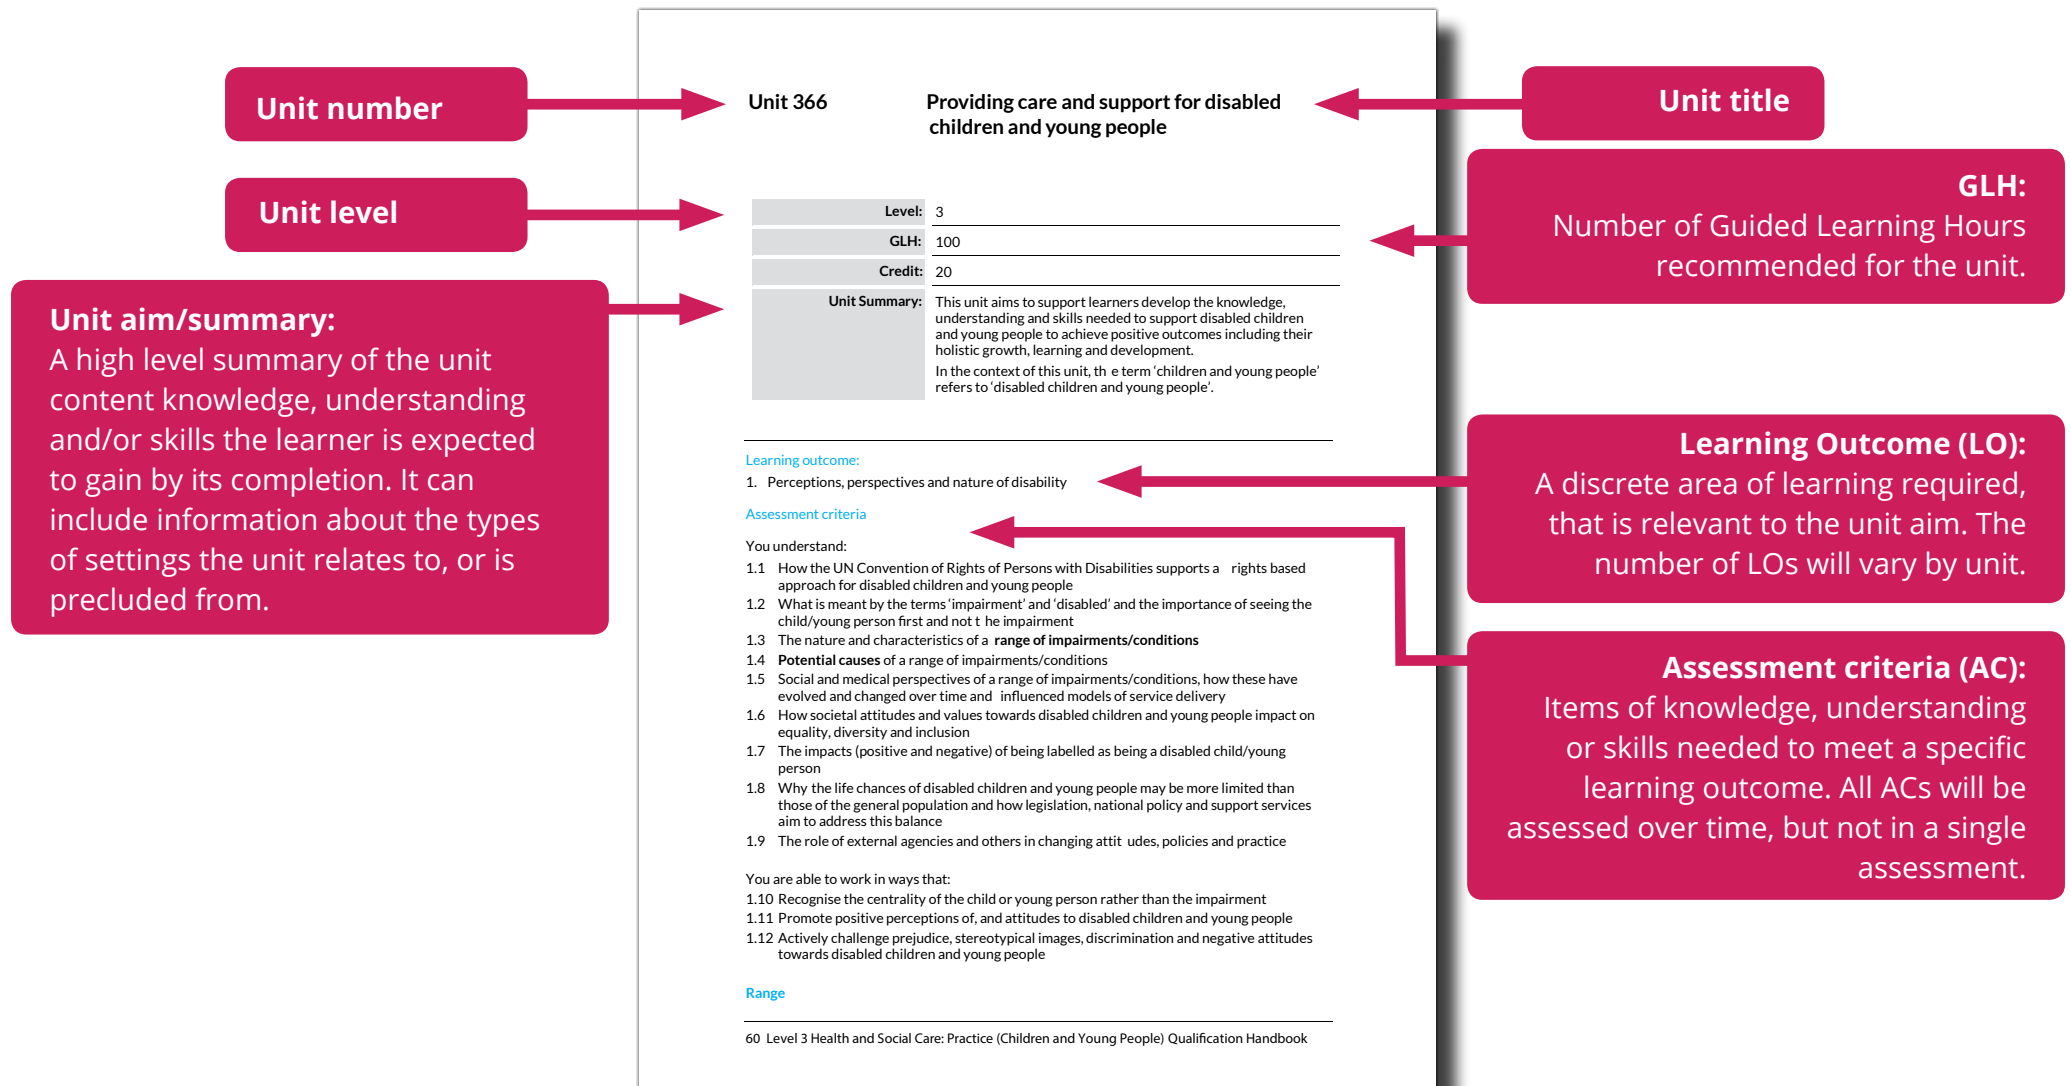 Unit number
Unit level
Unit aim/summary:
A high level summary of the unit
content knowledge, understanding
and/or skills the learner is expected
to gain by its completion. It can
include information about the types
of settings the unit relates to, or is
precluded from.
Unit 366
Providing care and support for disabled
children and young people
Level: 3
GLH: 100
Credit: 20
Unit Summary: This unit aims to support learners develop the knowledge,
understanding and skills needed to support disabled children
and young people to achieve positive outcomes including their
holistic growth, learning and development.
In the context of this unit, th e term ‘children and young people’
refers to ‘disabled children and young people’.
Learning outcome:
1. Perceptions, perspectives and nature of disability
Assessment criteria
You understand:
1.1 How the UN Convention of Rights of Persons with Disabilities supports a rights based
approach for disabled children and young people
1.2 What is meant by the terms ‘impairment’ and ‘disabled’ and the importance of seeing the
child/young person first and not t he impairment
1.3 The nature and characteristics of a range of impairments/conditions
1.4 Potential causes of a range of impairments/conditions
1.5 Social and medical perspectives of a range of impairments/conditions, how these have
evolved and changed over time and influenced models of service delivery
1.6 How societal attitudes and values towards disabled children and young people impact on
equality, diversity and inclusion
1.7 The impacts (positive and negative) of being labelled as being a disabled child/young
person
1.8 Why the life chances of disabled children and young people may be more limited than
those of the general population and how legislation, national policy and support services
aim to address this balance
1.9 The role of external agencies and others in changing attit udes, policies and practice
You are able to work in ways that:
1.10 Recognise the centrality of the child or young person rather than the impairment
1.11 Promote positive perceptions of, and attitudes to disabled children and young people
1.12 Actively challenge prejudice, stereotypical images, discrimination and negative attitudes
towards disabled children and young people
Range
60 Level 3 Health and Social Care: Practice (Children and Young People) Qualification Handbook
Unit title
GLH:
Number of Guided Learning Hours
recommended for the unit.
Learning Outcome (LO):
A discrete area of learning required,
that is relevant to the unit aim. The
number of LOs will vary by unit.
Assessment criteria (AC):
Items of knowledge, understanding
or skills needed to meet a specific
learning outcome. All ACs will be
assessed over time, but not in a single
assessment.